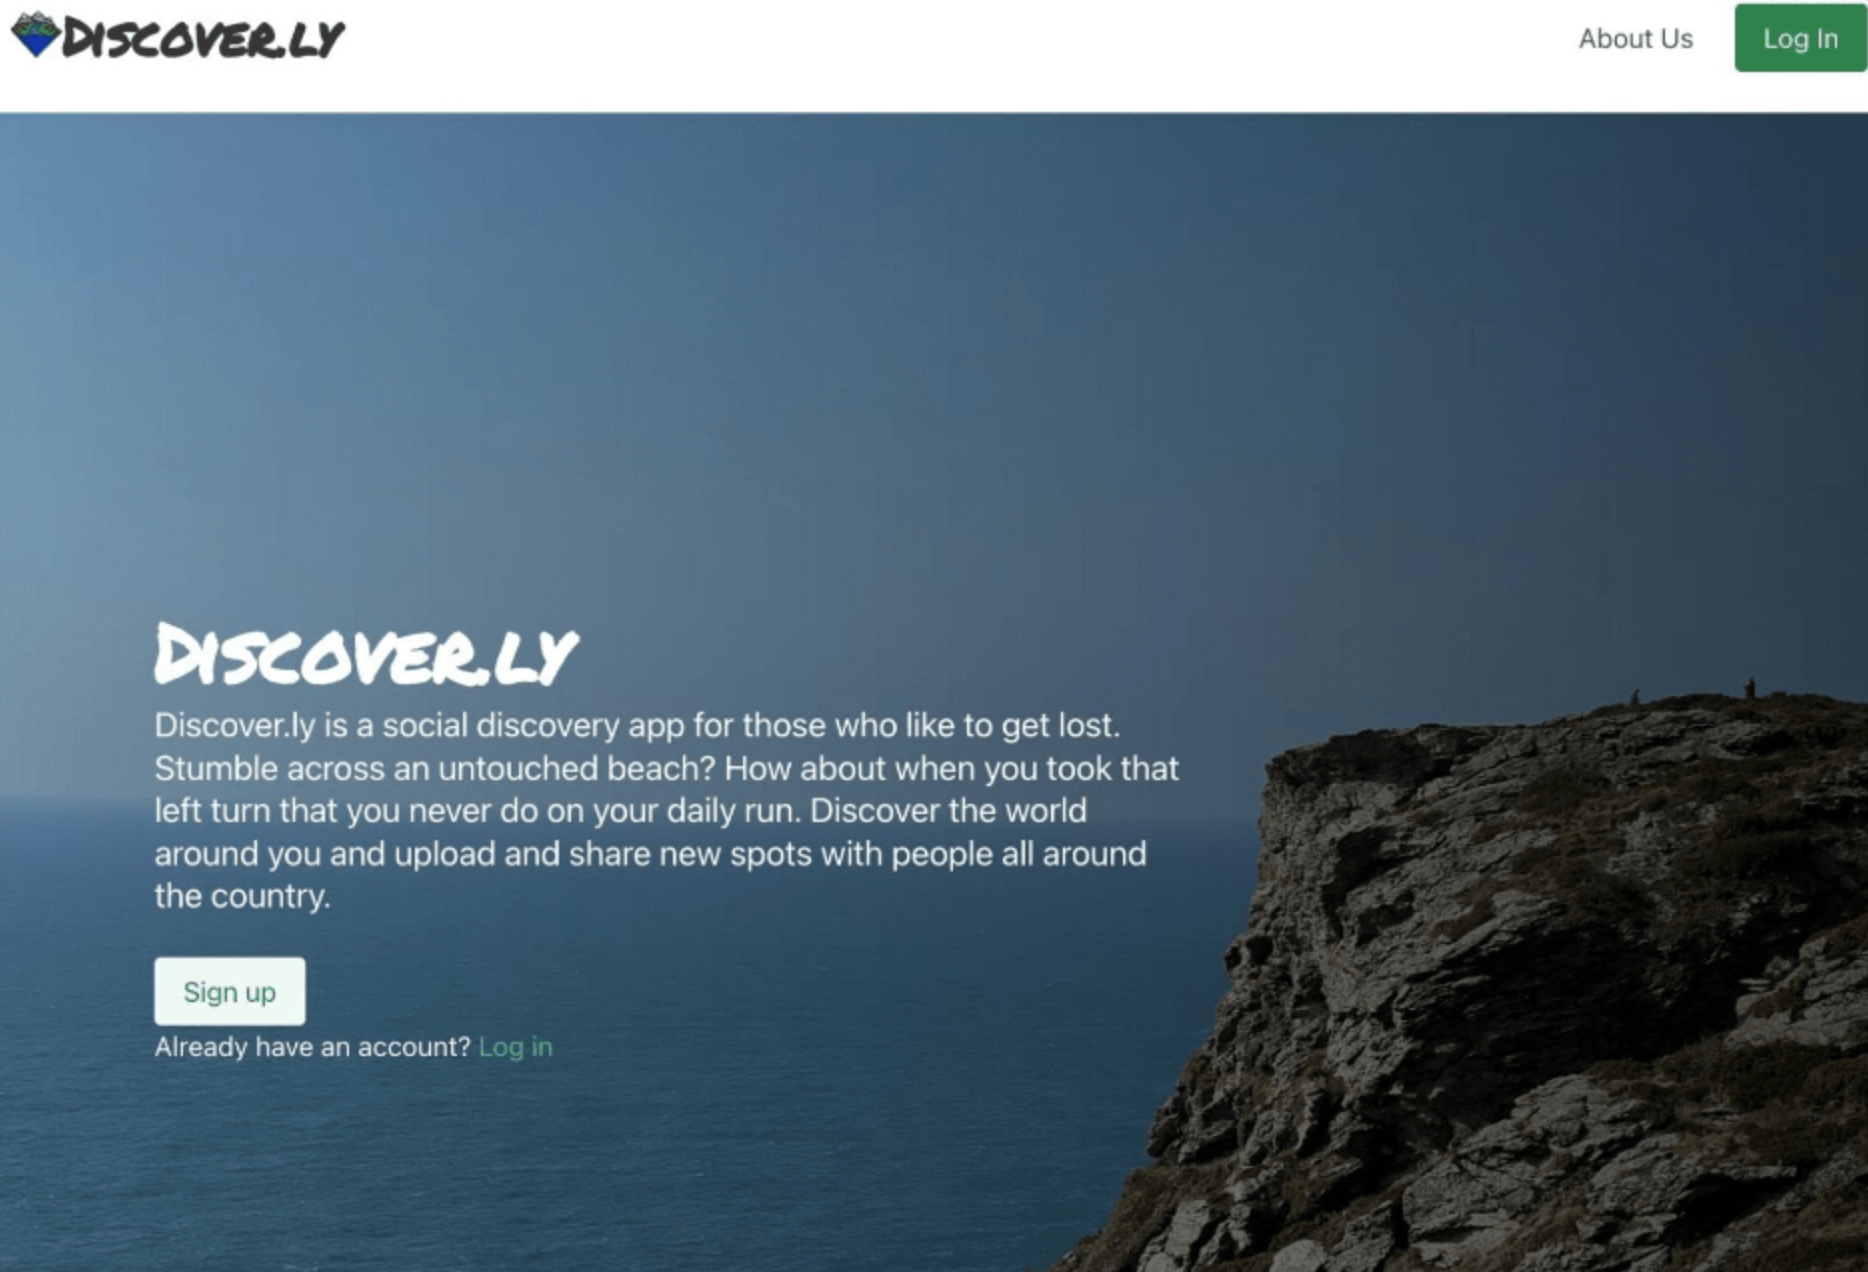 DISCOVER.LY
About Us
Log In
DISCOVER.LY
Discover.ly is a social discovery app for those who like to get lost.
Stumble across an untouched beach? How about when you took that
left turn that you never do on your daily run. Discover the world
around you and upload and share new spots with people all around
the country.
Sign up
Already have an account? Log in